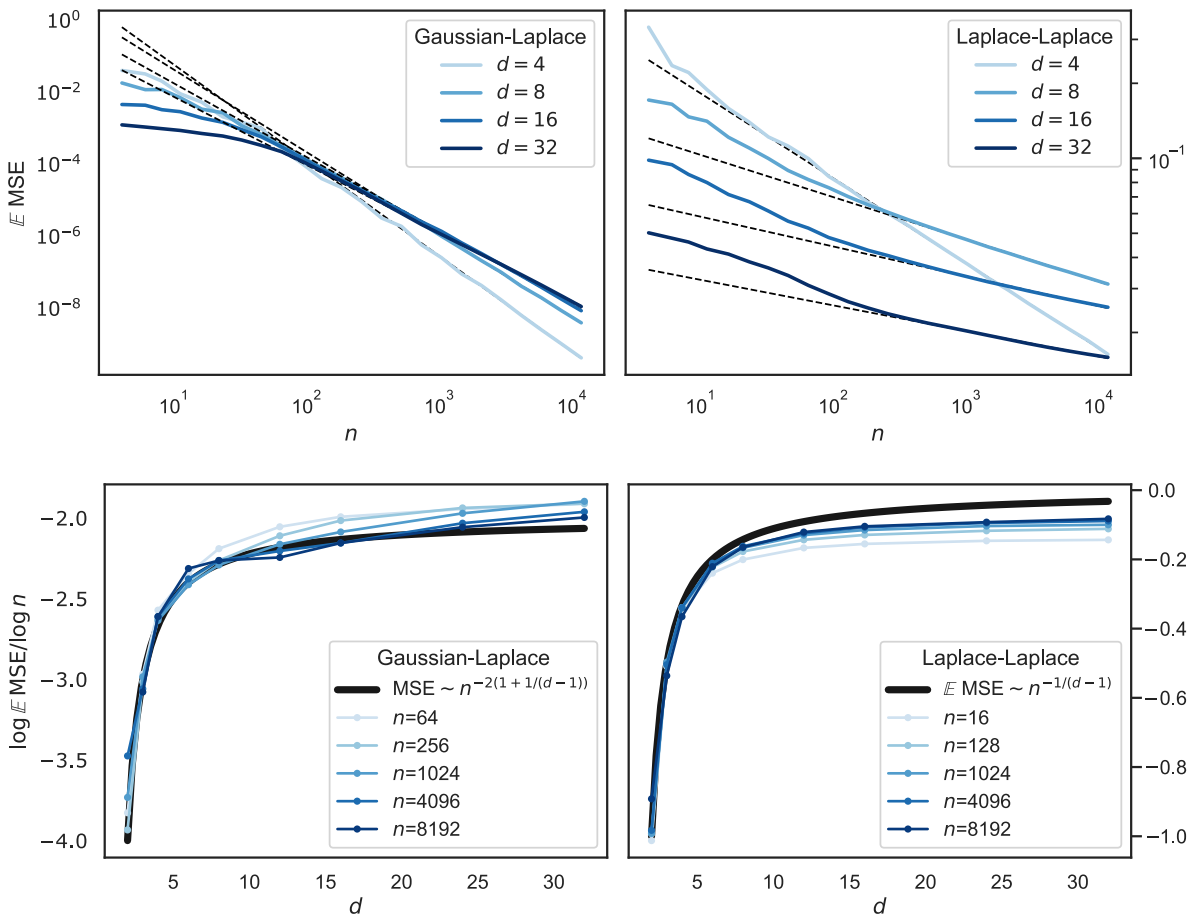 10^0
10^{-2}
10^{-4}
10^{-6}
10^{-8}
𝔼 MSE
Gaussian-Laplace
d = 4
d = 8
d = 16
d = 32
10^1
10^2
10^3
10^4
n
Laplace-Laplace
d = 4
d = 8
d = 16
d = 32
10^{-1}
10^1
10^2
10^3
10^4
n
−2.0
−2.5
−3.0
−3.5
−4.0
log 𝔼 MSE/log n
Gaussian-Laplace
MSE ~ n^{−2(1+1/(d−1))}
n=64
n=256
n=1024
n=4096
n=8192
5
10
15
20
25
30
d
Laplace-Laplace
𝔼 MSE ~ n^{−1/(d−1)}
n=16
n=128
n=1024
n=4096
n=8192
0.0
−0.2
−0.4
−0.6
−0.8
−1.0
5
10
15
20
25
30
d